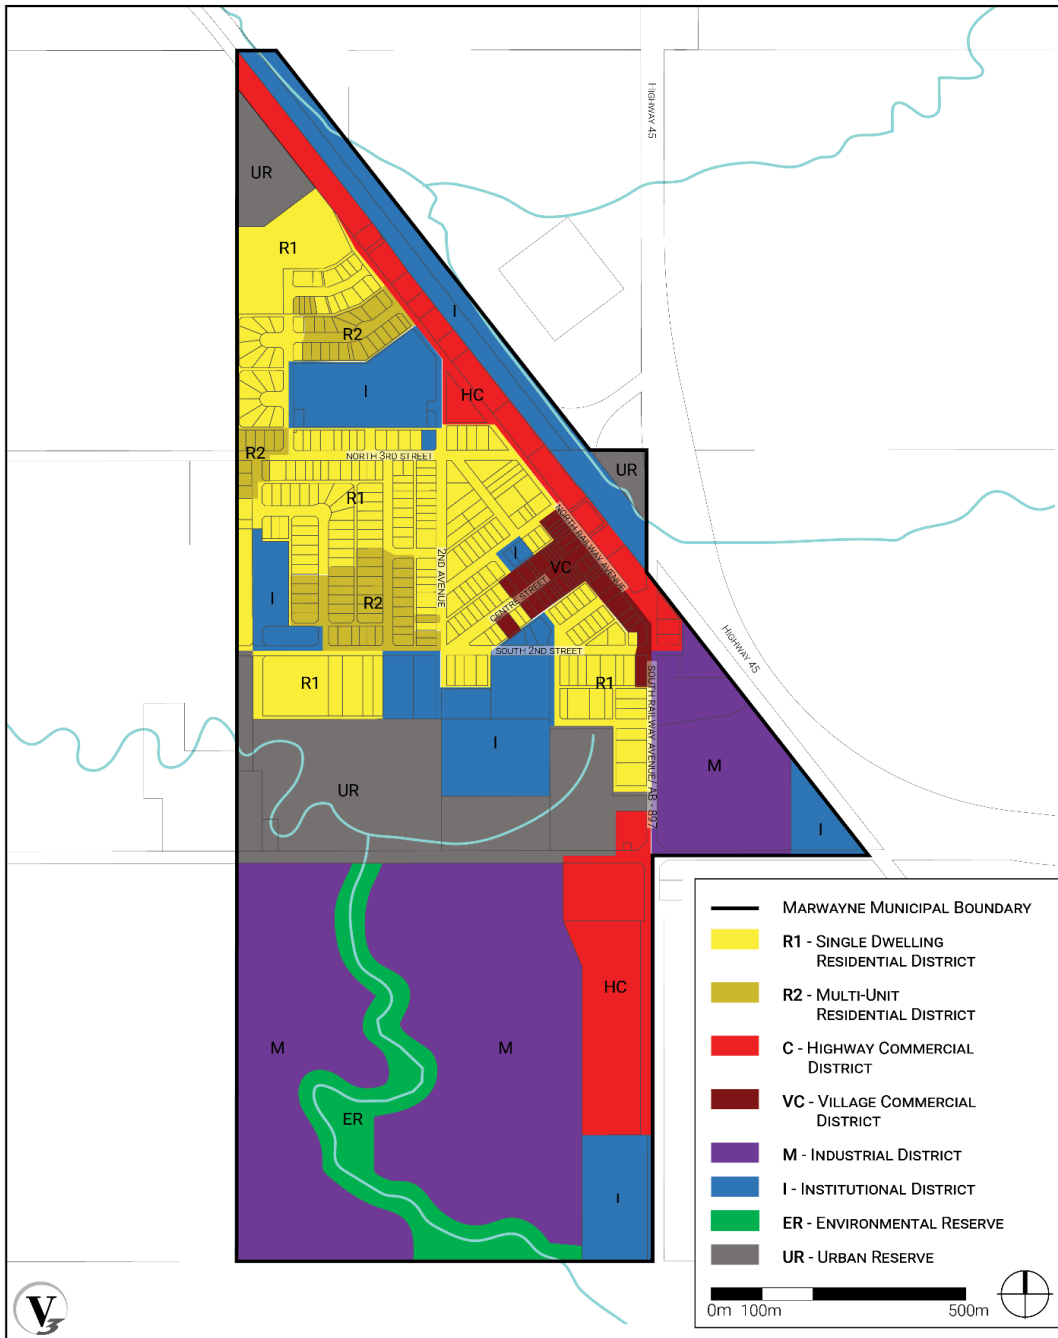 HIGHWAY 45
UR
R1
I
R2
I
HC
R2
NORTH 3RD STREET
UR
R1
NORTH RAILWAY AVENUE
I
VC
2ND AVENUE
CENTRE STREET
I
R2
HIGHWAY 45
SOUTH 2ND STREET
R1
R1
SOUTH RAILWAY AVENUE/ AB - 897
I
M
UR
I
HC
M
M
ER
I
MARWAYNE MUNICIPAL BOUNDARY
R1 - SINGLE DWELLING
RESIDENTIAL DISTRICT
R2 - MULTI-UNIT
RESIDENTIAL DISTRICT
C - HIGHWAY COMMERCIAL
DISTRICT
VC - VILLAGE COMMERCIAL
DISTRICT
M - INDUSTRIAL DISTRICT
I - INSTITUTIONAL DISTRICT
ER - ENVIRONMENTAL RESERVE
UR - URBAN RESERVE
0m 100m 500m
V3